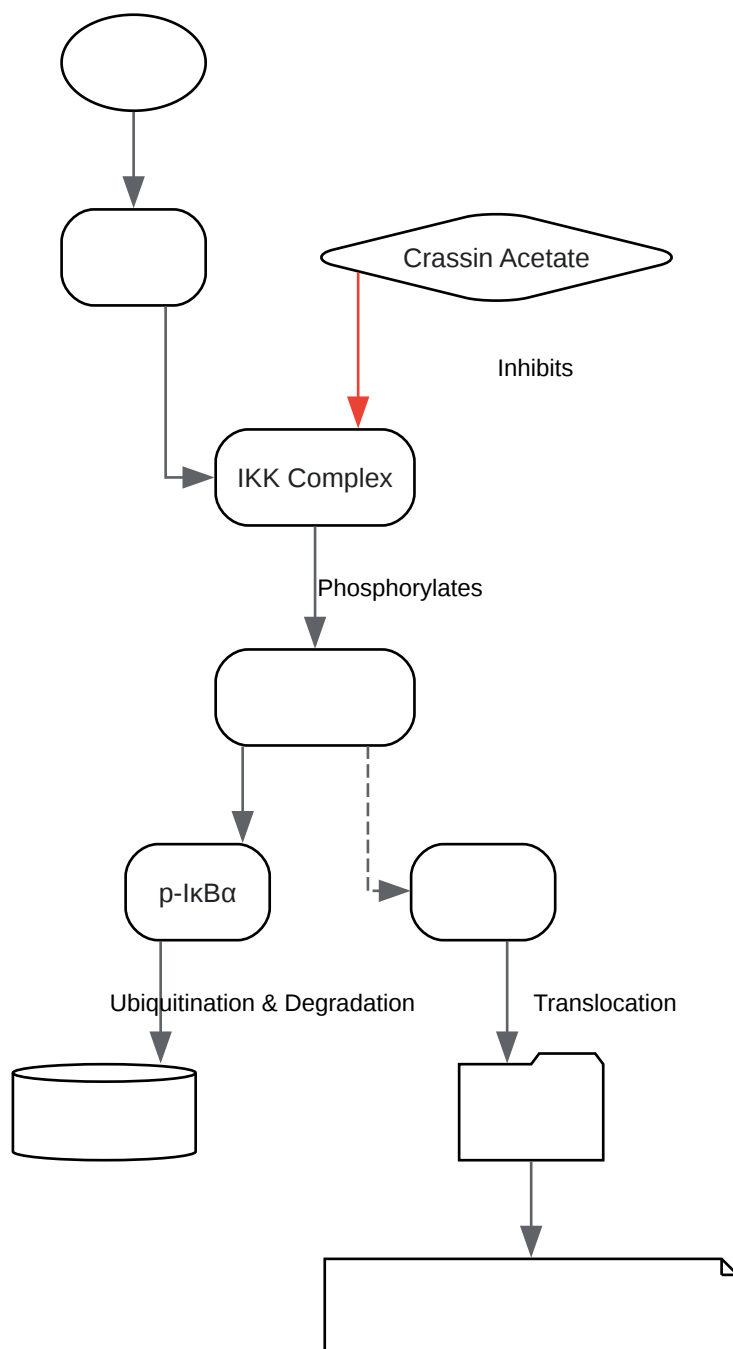 Crassin Acetate
Inhibits
IKK Complex
Phosphorylates
p-IκBα
Ubiquitination & Degradation
Translocation